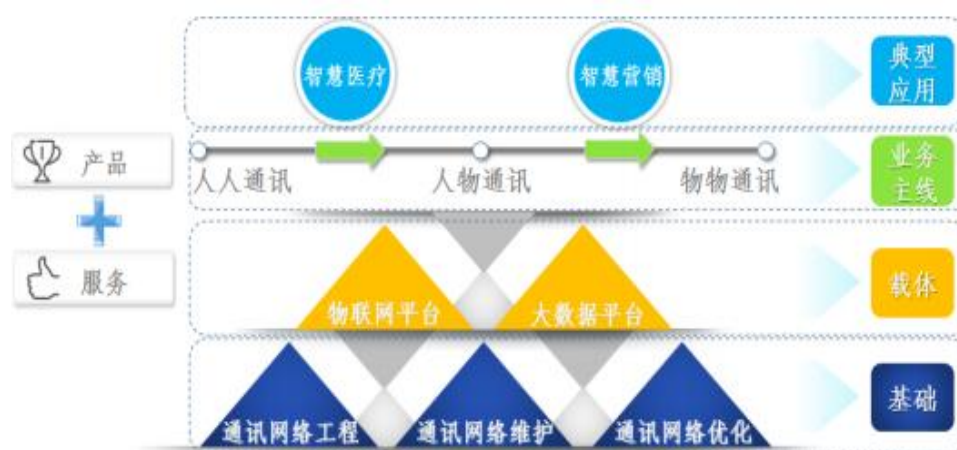 智慧医疗
智慧营销
典型
应用
产品
人人通讯
人物通讯
物物通讯
业务
主线
服务
物联网平台
大数据平台
载体
通讯网络工程
通讯网络维护
通讯网络优化
基础